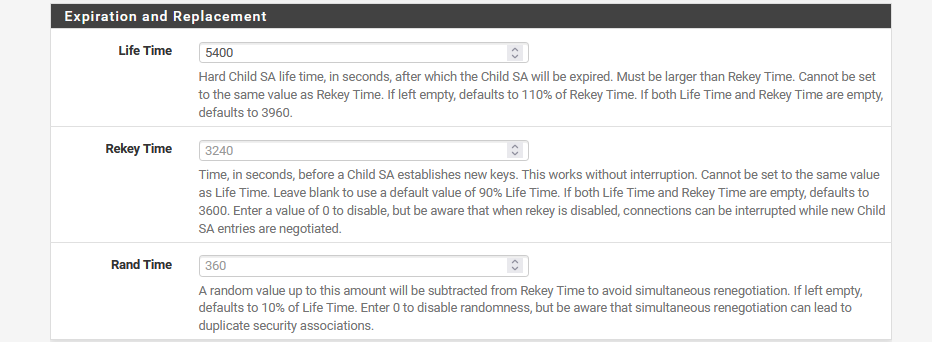 Expiration and Replacement
Life Time
5400
Hard Child SA life time, in seconds, after which the Child SA will be expired. Must be larger than Rekey Time. Cannot be set
to the same value as Rekey Time. If left empty, defaults to 110% of Rekey Time. If both Life Time and Rekey Time are empty,
defaults to 3960.
Rekey Time
3240
Time, in seconds, before a Child SA establishes new keys. This works without interruption. Cannot be set to the same value
as Life Time. Leave blank to use a default value of 90% Life Time. If both Life Time and Rekey Time are empty, defaults to
3600. Enter a value of 0 to disable, but be aware that when rekey is disabled, connections can be interrupted while new Child
SA entries are negotiated.
Rand Time
360
A random value up to this amount will be subtracted from Rekey Time to avoid simultaneous renegotiation. If left empty,
defaults to 10% of Life Time. Enter 0 to disable randomness, but be aware that simultaneous renegotiation can lead to
duplicate security associations.